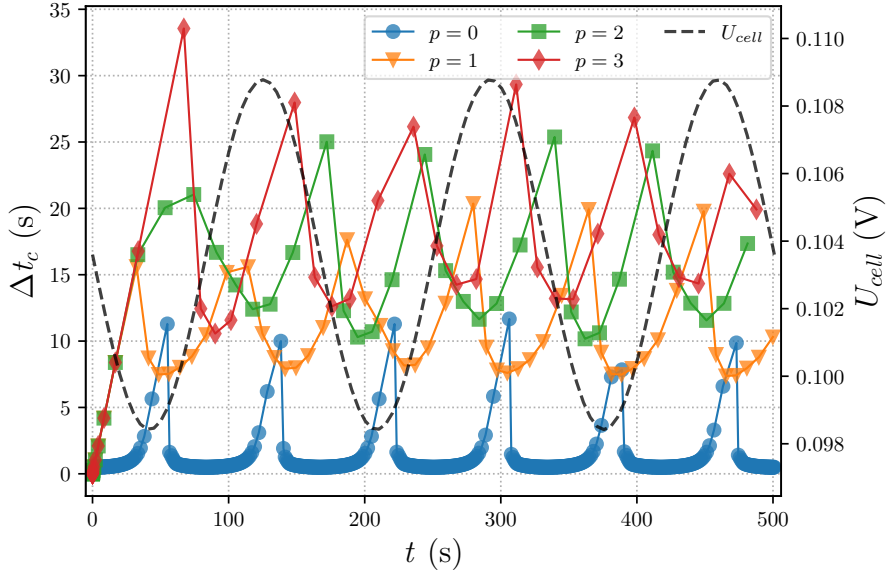 p = 0
p = 2
U_cell
p = 1
p = 3
35
30
25
20
15
10
5
0
Δt_c (s)
0.110
0.108
0.106
0.104
0.102
0.100
0.098
U_cell (V)
0 100 200 300 400 500
t (s)